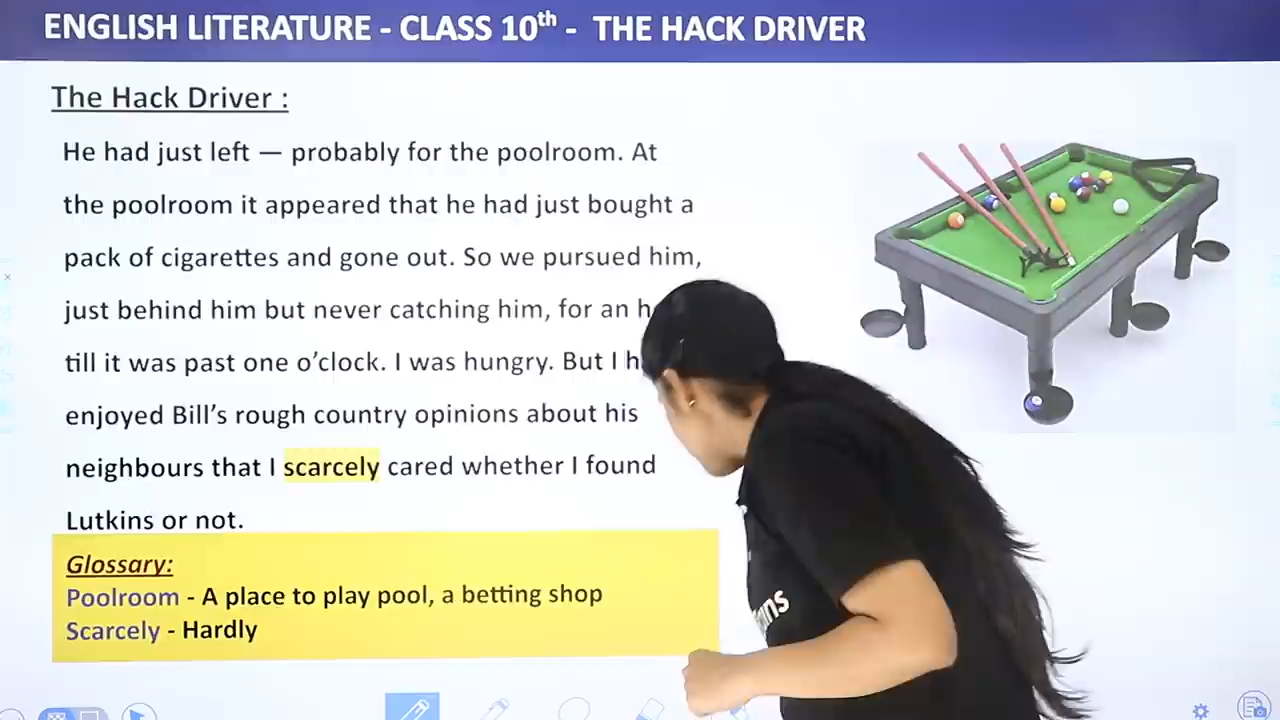 ENGLISH LITERATURE - CLASS 10th - THE HACK DRIVER
The Hack Driver :
He had just left — probably for the poolroom. At
the poolroom it appeared that he had just bought a
pack of cigarettes and gone out. So we pursued him,
just behind him but never catching him, for an h
till it was past one o’clock. I was hungry. But I h
enjoyed Bill’s rough country opinions about his
neighbours that I scarcely cared whether I found
Lutkins or not.
Glossary:
Poolroom - A place to play pool, a betting shop
Scarcely - Hardly